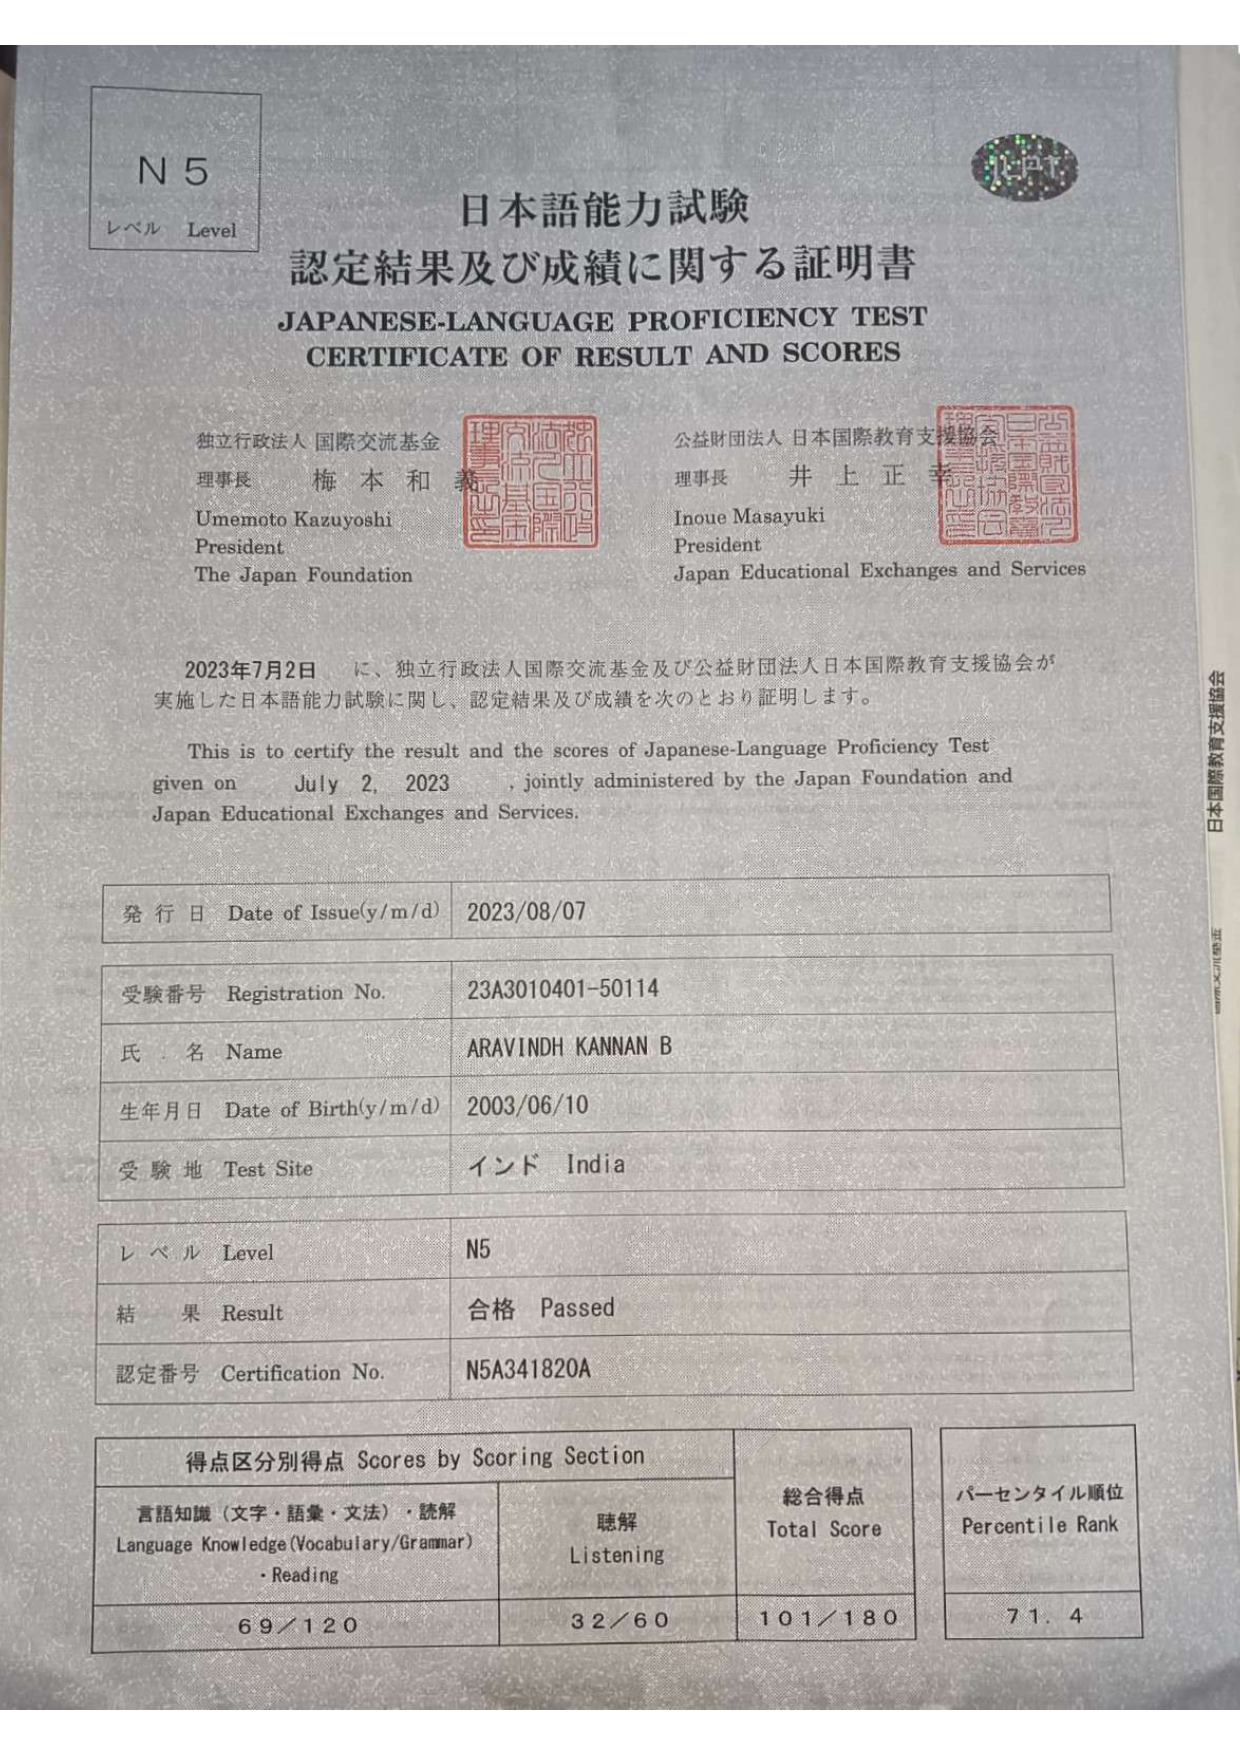 N5
レベル Level
JLPT
日本語能力試験
認定結果及び成績に関する証明書
JAPANESE-LANGUAGE PROFICIENCY TEST
CERTIFICATE OF RESULT AND SCORES
独立行政法人 国際交流基金
理事長 梅本和義
Umemoto Kazuyoshi
President
The Japan Foundation
公益財団法人 日本国際教育支援協会
理事長 井上正幸
Inoue Masayuki
President
Japan Educational Exchanges and Services
2023年7月2日 に、独立行政法人国際交流基金及び公益財団法人日本国際教育支援協会が
実施した日本語能力試験に関し、認定結果及び成績を次のとおり証明します。
This is to certify the result and the scores of Japanese-Language Proficiency Test
given on July 2, 2023 , jointly administered by the Japan Foundation and
Japan Educational Exchanges and Services.
発行日 Date of Issue(y/m/d) 2023/08/07
受験番号 Registration No. 23A3010401-50114
氏名 Name ARAVINDH KANNAN B
生年月日 Date of Birth(y/m/d) 2003/06/10
受験地 Test Site インド India
レベル Level N5
結果 Result 合格 Passed
認定番号 Certification No. N5A341820A
得点区分別得点 Scores by Scoring Section
言語知識（文字・語彙・文法）・読解
Language Knowledge(Vocabulary/Grammar)
・Reading
聴解
Listening
総合得点
Total Score
パーセンタイル順位
Percentile Rank
69／120 32／60 101／180 71.4
日本国際教育支援協会